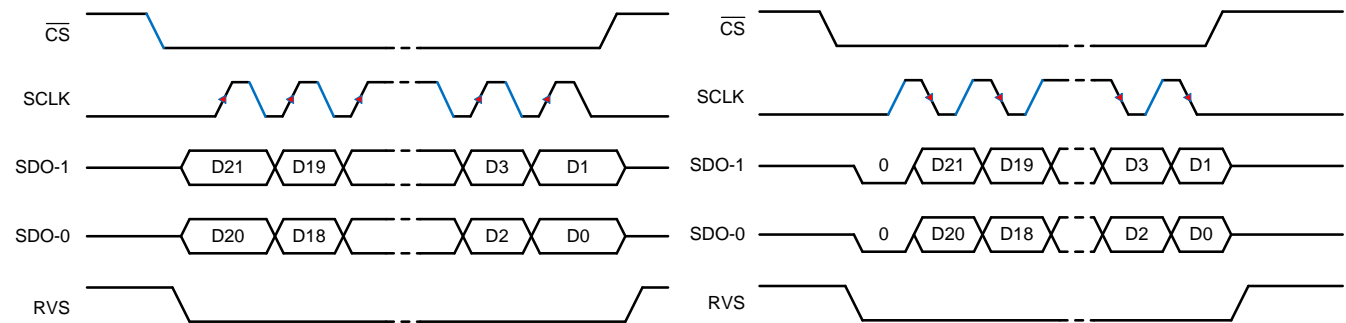 CS
SCLK
SDO-1 D21 D19 D3 D1
SDO-0 D20 D18 D2 D0
RVS
CS
SCLK
SDO-1 0 D21 D19 D3 D1
SDO-0 0 D20 D18 D2 D0
RVS